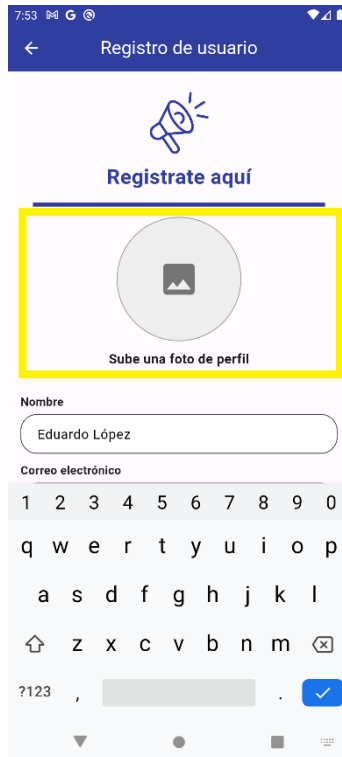 7:53 M G
Registro de usuario
Registrate aquí
Sube una foto de perfil
Nombre
Eduardo López
Correo electrónico
1 2 3 4 5 6 7 8 9 0
q w e r t y u i o p
a s d f g h j k l
z x c v b n m
?123 , .